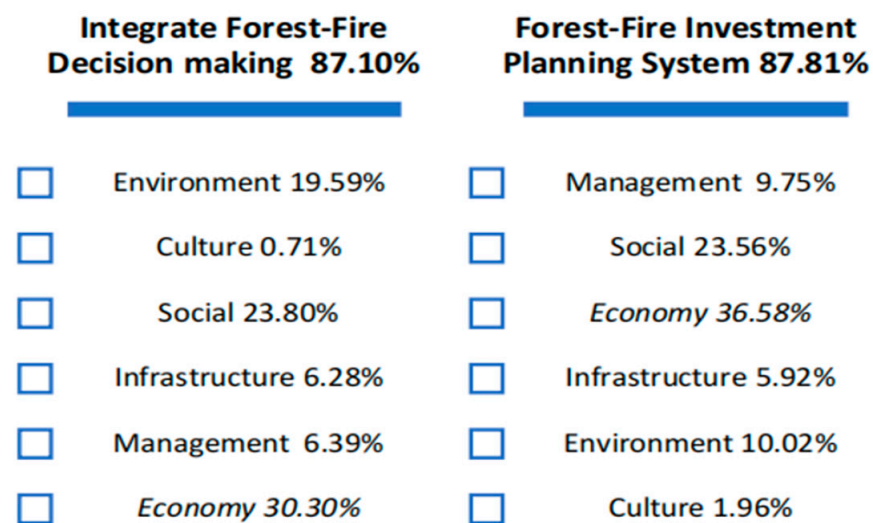 Integrate Forest-Fire
Decision making 87.10%
Environment 19.59%
Culture 0.71%
Social 23.80%
Infrastructure 6.28%
Management 6.39%
Economy 30.30%
Forest-Fire Investment
Planning System 87.81%
Management 9.75%
Social 23.56%
Economy 36.58%
Infrastructure 5.92%
Environment 10.02%
Culture 1.96%